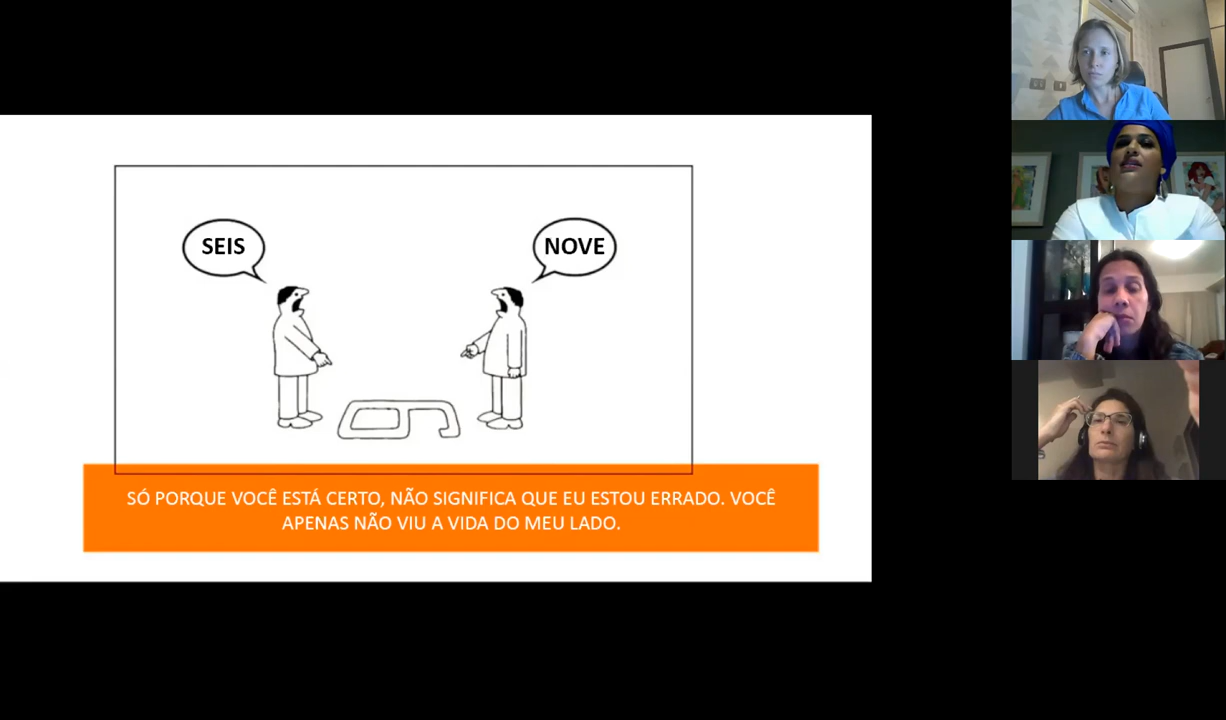 SEIS
NOVE
SÓ PORQUE VOCÊ ESTÁ CERTO, NÃO SIGNIFICA QUE EU ESTOU ERRADO. VOCÊ
APENAS NÃO VIU A VIDA DO MEU LADO.